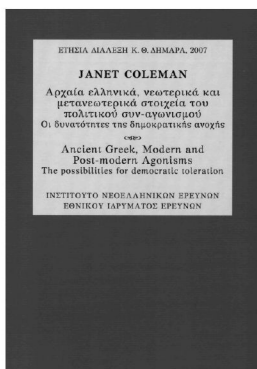 ΕΤΗΣΙΑ ΔΙΑΛΕΞΗ Κ. Θ. ΔΗΜΑΡΑ, 2007
JANET COLEMAN
Αρχαία ελληνικά, νεωτερικά και
μετανεωτερικά στοιχεία του
πολιτικού συν-αγωνισμού
Οι δυνατότητες της δημοκρατικής ανοχής
Ancient Greek, Modern and
Post-modern Agonisms
The possibilities for democratic toleration
ΙΝΣΤΙΤΟΥΤΟ ΝΕΟΕΛΛΗΝΙΚΩΝ ΕΡΕΥΝΩΝ
ΕΘΝΙΚΟΥ ΙΔΡΥΜΑΤΟΣ ΕΡΕΥΝΩΝ